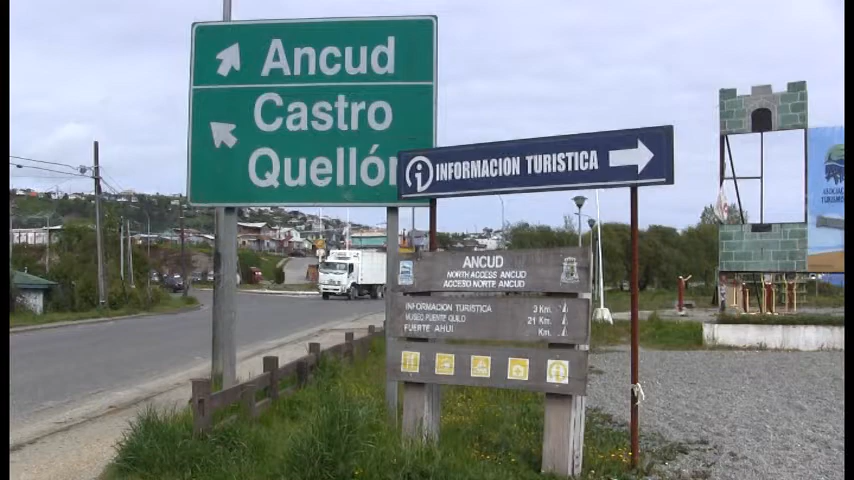 Ancud
Castro
Quellón
i INFORMACION TURISTICA
ANCUD
NORTH ACCESS ANCUD
ACCESO NORTE ANCUD
INFORMACION TURISTICA 3 Km.
MUSEO PUENTE QUILO 21 Km.
FUERTE AHUI Km.